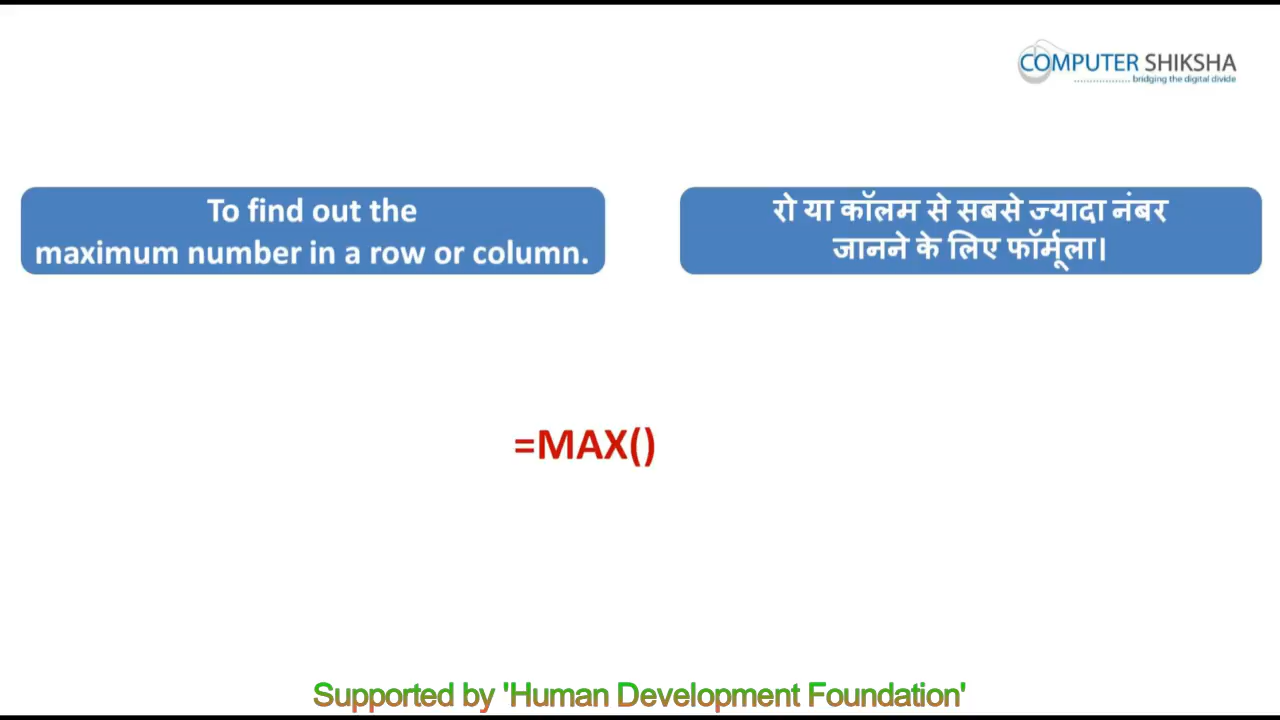 COMPUTER SHIKSHA
bridging the digital divide
To find out the
maximum number in a row or column.
रो या कॉलम से सबसे ज्यादा नंबर
जानने के लिए फॉर्मूला।
=MAX()
Supported by 'Human Development Foundation'